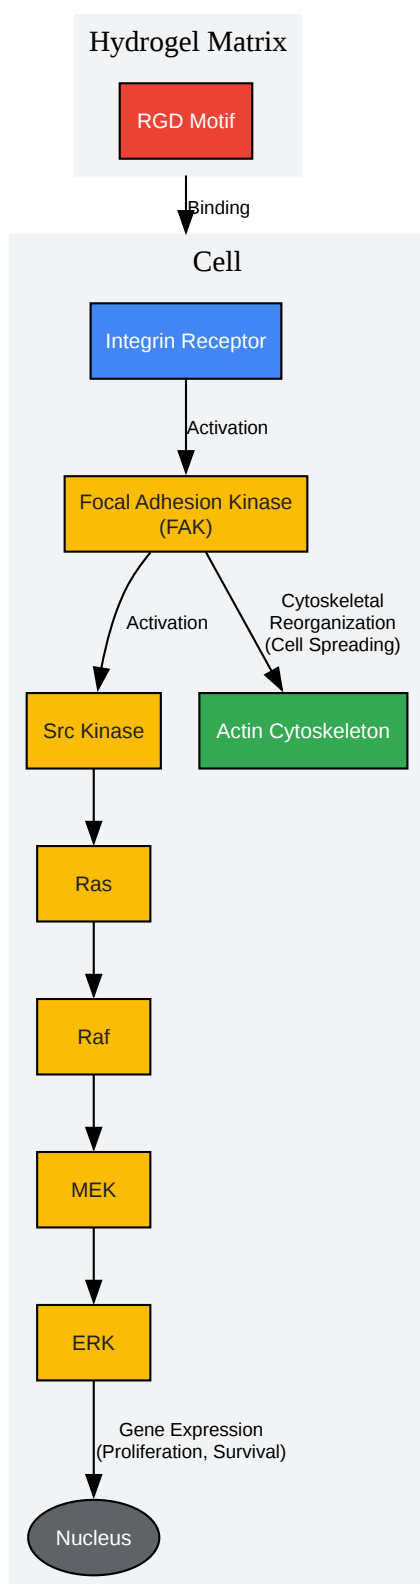 Hydrogel Matrix
RGD Motif
Binding
Cell
Integrin Receptor
Activation
Focal Adhesion Kinase
(FAK)
Activation
Cytoskeletal
Reorganization
(Cell Spreading)
Src Kinase
Actin Cytoskeleton
Ras
Raf
MEK
ERK
Gene Expression
(Proliferation, Survival)
Nucleus